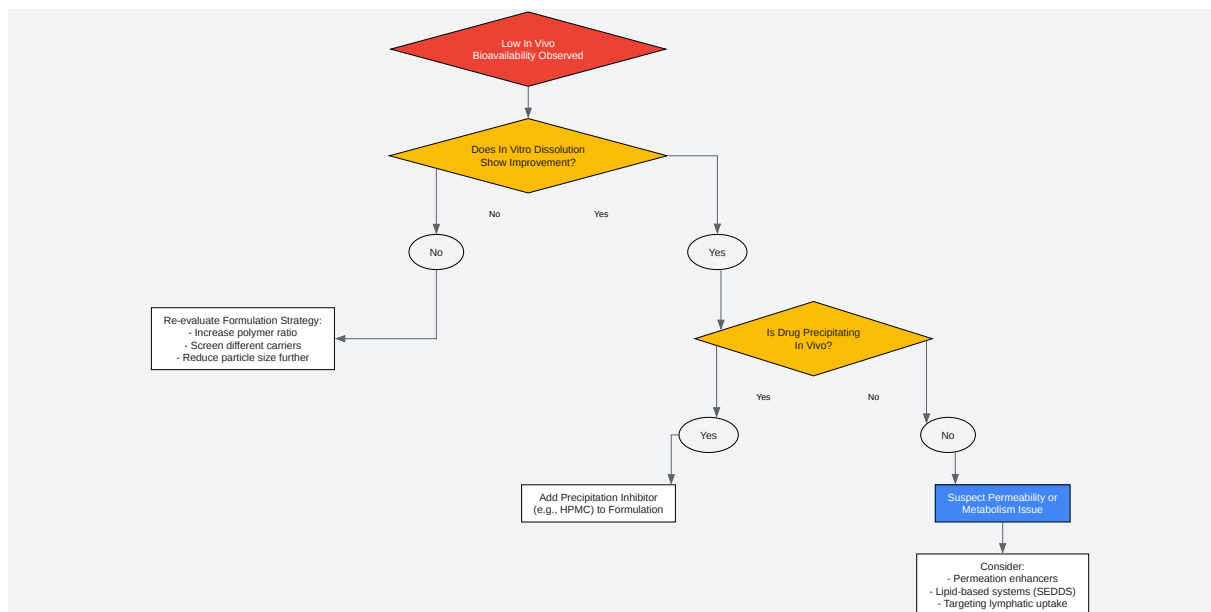 Low In Vivo
Bioavailability Observed
Does In Vitro Dissolution
Show Improvement?
No
Yes
No
Yes
Re-evaluate Formulation Strategy:
- Increase polymer ratio
- Screen different carriers
- Reduce particle size further
Is Drug Precipitating
In Vivo?
Yes
No
Yes
No
Add Precipitation Inhibitor
(e.g., HPMC) to Formulation
Suspect Permeability or
Metabolism Issue
Consider:
- Permeation enhancers
- Lipid-based systems (SEDDS)
- Targeting lymphatic uptake